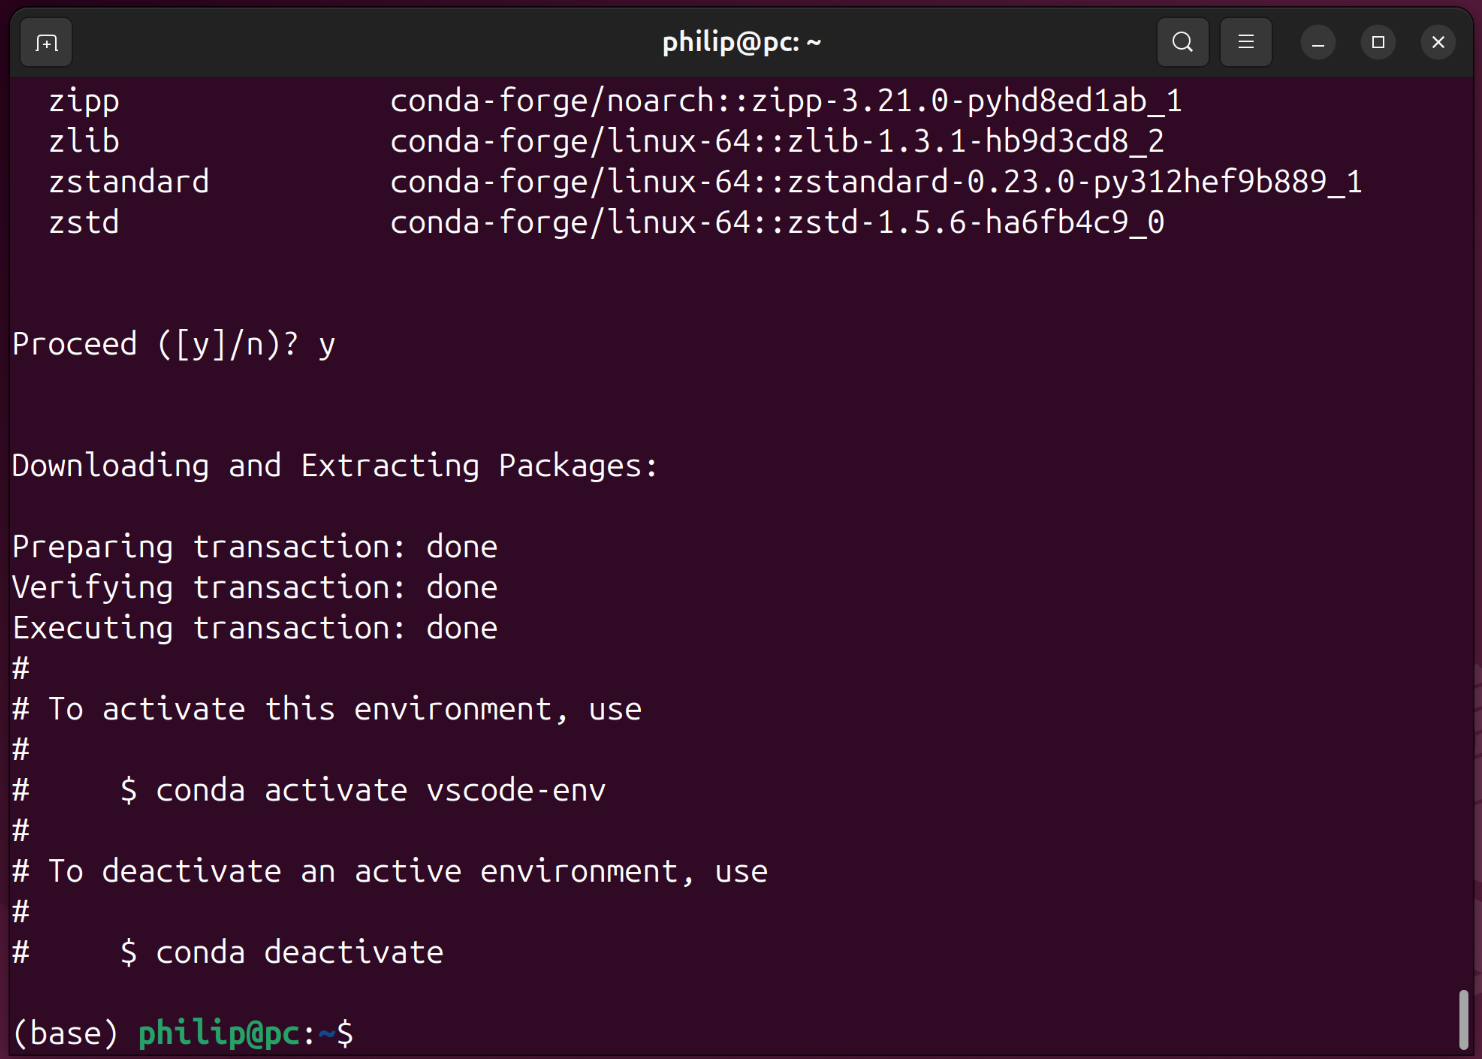 philip@pc: ~
zipp conda-forge/noarch::zipp-3.21.0-pyhd8ed1ab_1
zlib conda-forge/linux-64::zlib-1.3.1-hb9d3cd8_2
zstandard conda-forge/linux-64::zstandard-0.23.0-py312hef9b889_1
zstd conda-forge/linux-64::zstd-1.5.6-ha6fb4c9_0
Proceed ([y]/n)? y
Downloading and Extracting Packages:
Preparing transaction: done
Verifying transaction: done
Executing transaction: done
#
# To activate this environment, use
#
# $ conda activate vscode-env
#
# To deactivate an active environment, use
#
# $ conda deactivate
(base) philip@pc:~$